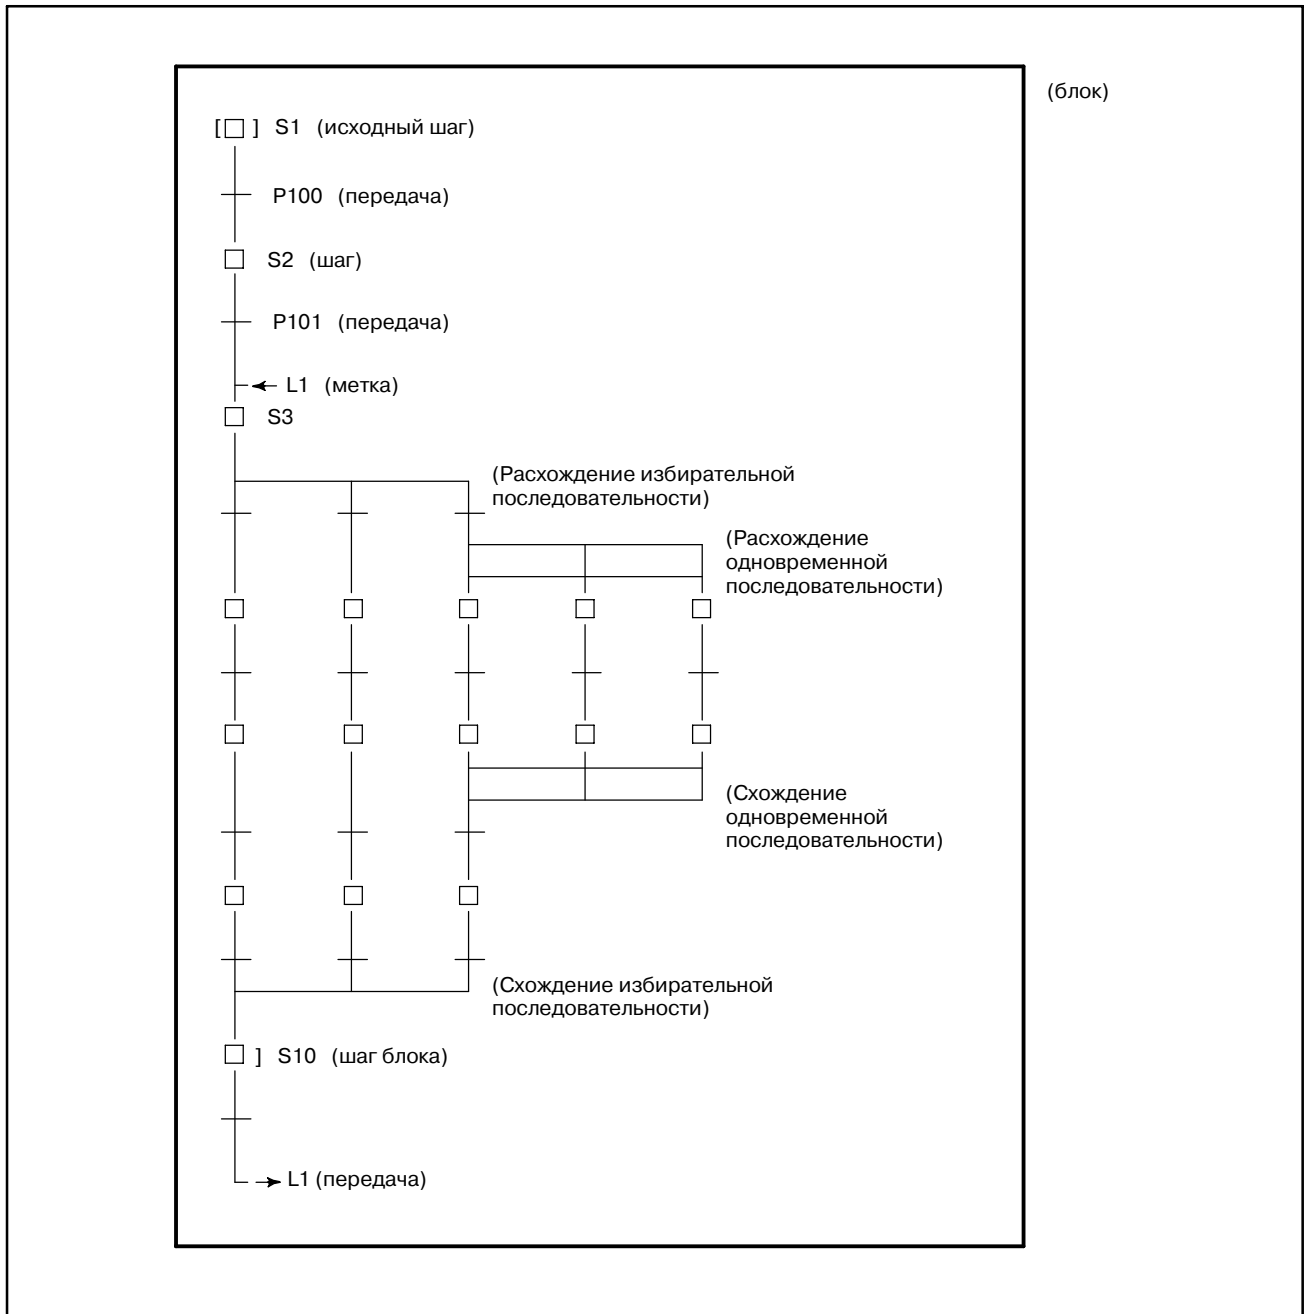 (блок)
[ ] S1 (исходный шаг)
P100 (передача)
S2 (шаг)
P101 (передача)
L1 (метка)
S3
(Расхождение избирательной
последовательности)
(Расхождение
одновременной
последовательности)
(Схождение
одновременной
последовательности)
(Схождение избирательной
последовательности)
] S10 (шаг блока)
L1 (передача)